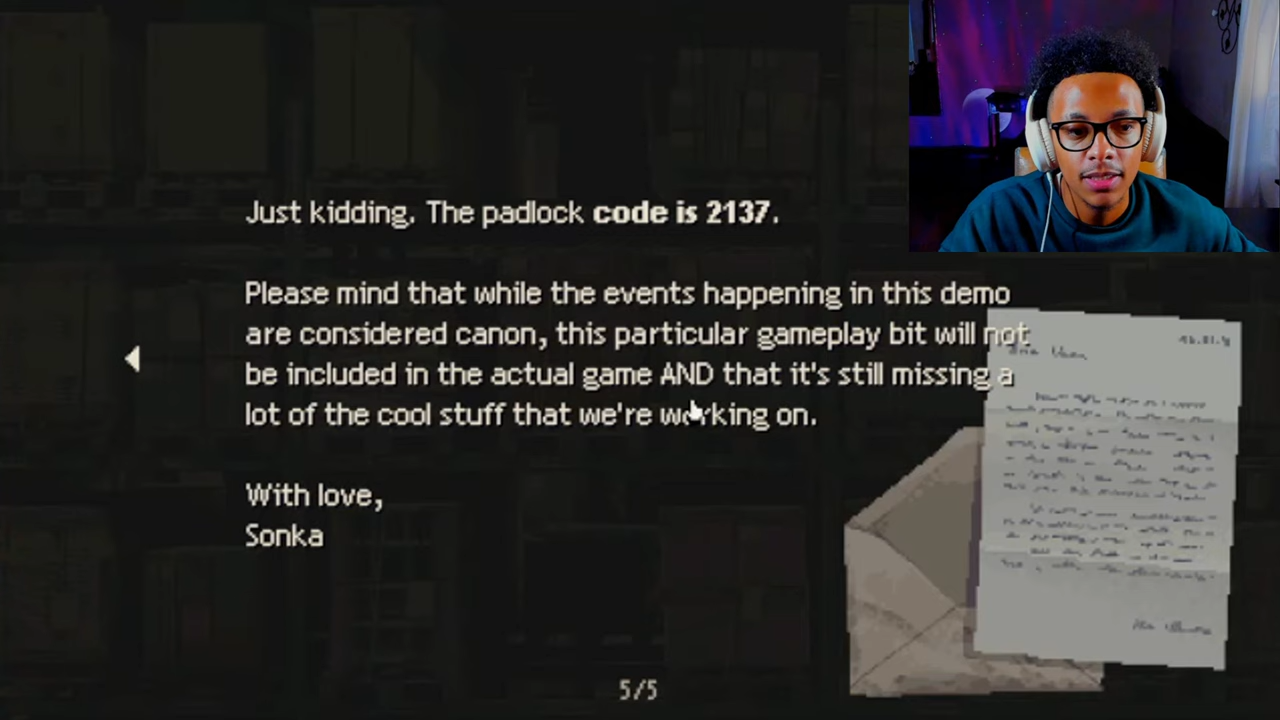 Just kidding. The padlock code is 2137.
Please mind that while the events happening in this demo
are considered canon, this particular gameplay bit will not
be included in the actual game AND that it's still missing a
lot of the cool stuff that we're working on.
With love,
Sonka
5/5